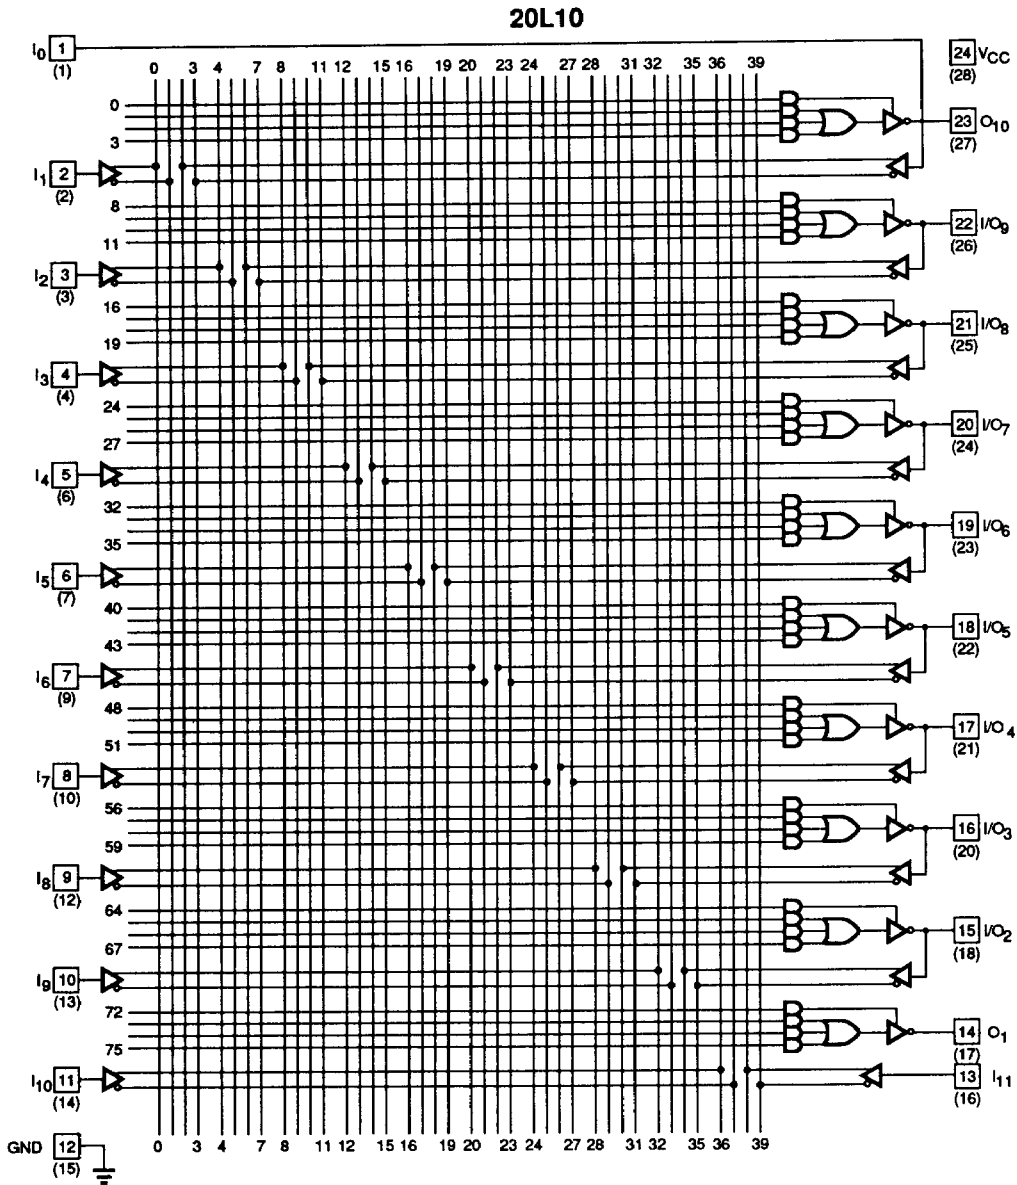 20L10
I0 1 24 VCC
(1) (28)
0 3 4 7 8 11 12 15 16 19 20 23 24 27 28 31 32 35 36 39
0
23 O10
3
(27)
I1 2
(2)
8
22 I/O9
11
(26)
I2 3
(3)
16
21 I/O8
19
(25)
I3 4
(4)
24
20 I/O7
27
(24)
I4 5
(6)
32
19 I/O6
35
(23)
I5 6
(7)
40
18 I/O5
43
(22)
I6 7
(9)
48
17 I/O4
51
(21)
I7 8
(10)
56
16 I/O3
59
(20)
I8 9
(12)
64
15 I/O2
67
(18)
I9 10
(13)
72
14 O1
75
(17)
I10 11 13 I11
(14) (16)
0 3 4 7 8 11 12 15 16 19 20 23 24 27 28 31 32 35 36 39
GND 12
(15)